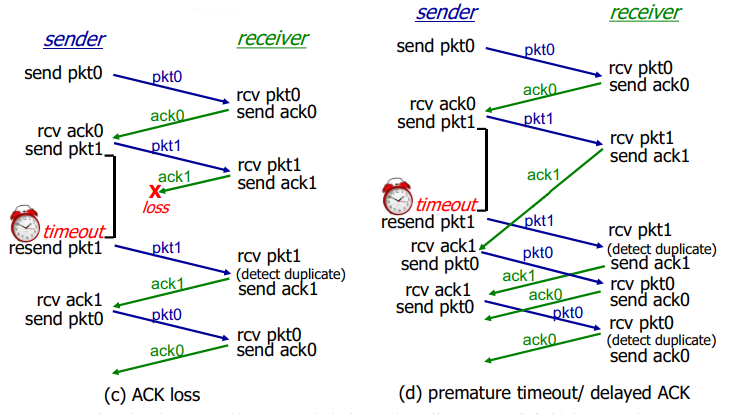 sender
receiver
send pkt0
pkt0
rcv pkt0
send ack0
ack0
rcv ack0
send pkt1
pkt1
rcv pkt1
send ack1
ack1
X
loss
timeout
resend pkt1
pkt1
rcv pkt1
(detect duplicate)
send ack1
ack1
rcv ack1
send pkt0
pkt0
rcv pkt0
send ack0
ack0
(c) ACK loss
sender
receiver
send pkt0
pkt0
rcv pkt0
send ack0
ack0
rcv ack0
send pkt1
pkt1
rcv pkt1
send ack1
ack1
timeout
resend pkt1
pkt1
rcv pkt1
(detect duplicate)
send ack1
rcv ack1
send pkt0
pkt0
ack1
rcv pkt0
send ack0
rcv ack1
send pkt0
ack0
pkt0
rcv pkt0
(detect duplicate)
send ack0
ack0
(d) premature timeout/ delayed ACK